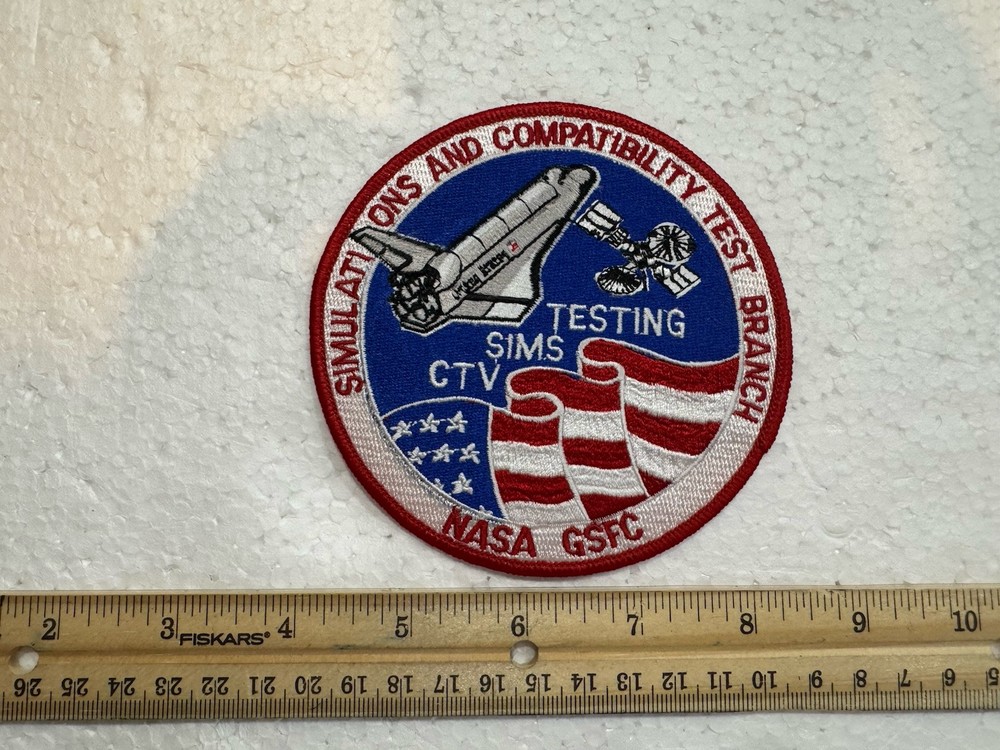 SIMULATIONS AND COMPATIBILITY TEST BRANCH
TESTING
SIMS
CTV
NASA GSFC
2 3 4 5 6 7 8 9 10
FISKARS®
26 25 24 23 22 21 20 19 18 17 16 15 14 13 12 11 10 9 8 7 6 5